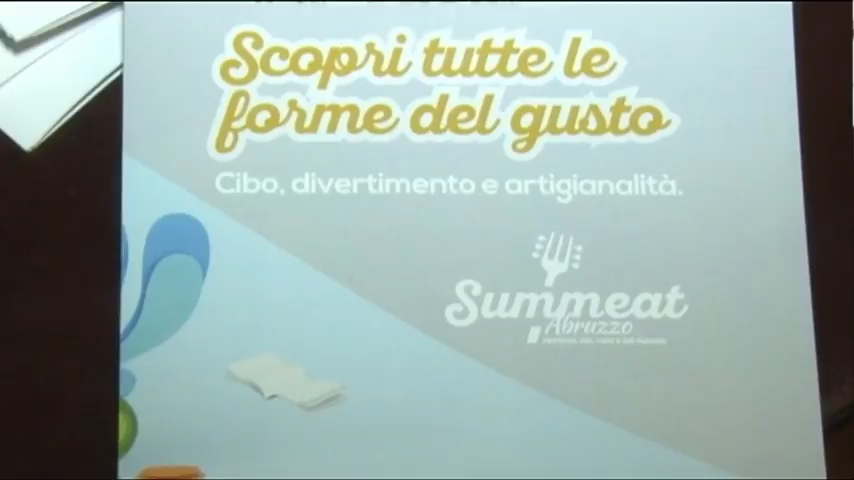 Scopri tutte le
forme del gusto
Cibo, divertimento e artigianalità.
Summeat
Abruzzo